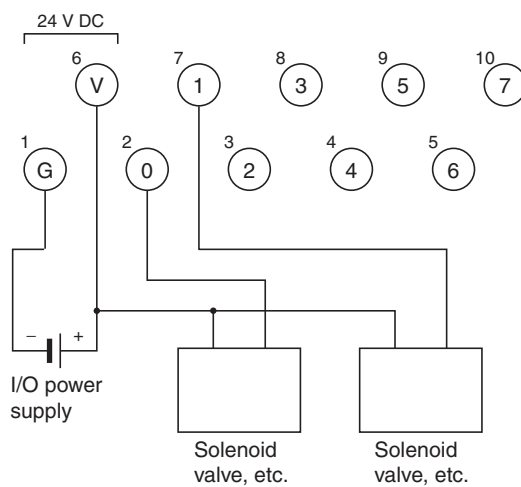 24 V DC
6 7 8 9 10
V 1 3 5 7
1 2 3 4 5
G 0 2 4 6
− +
I/O power
supply
Solenoid
valve, etc.
Solenoid
valve, etc.